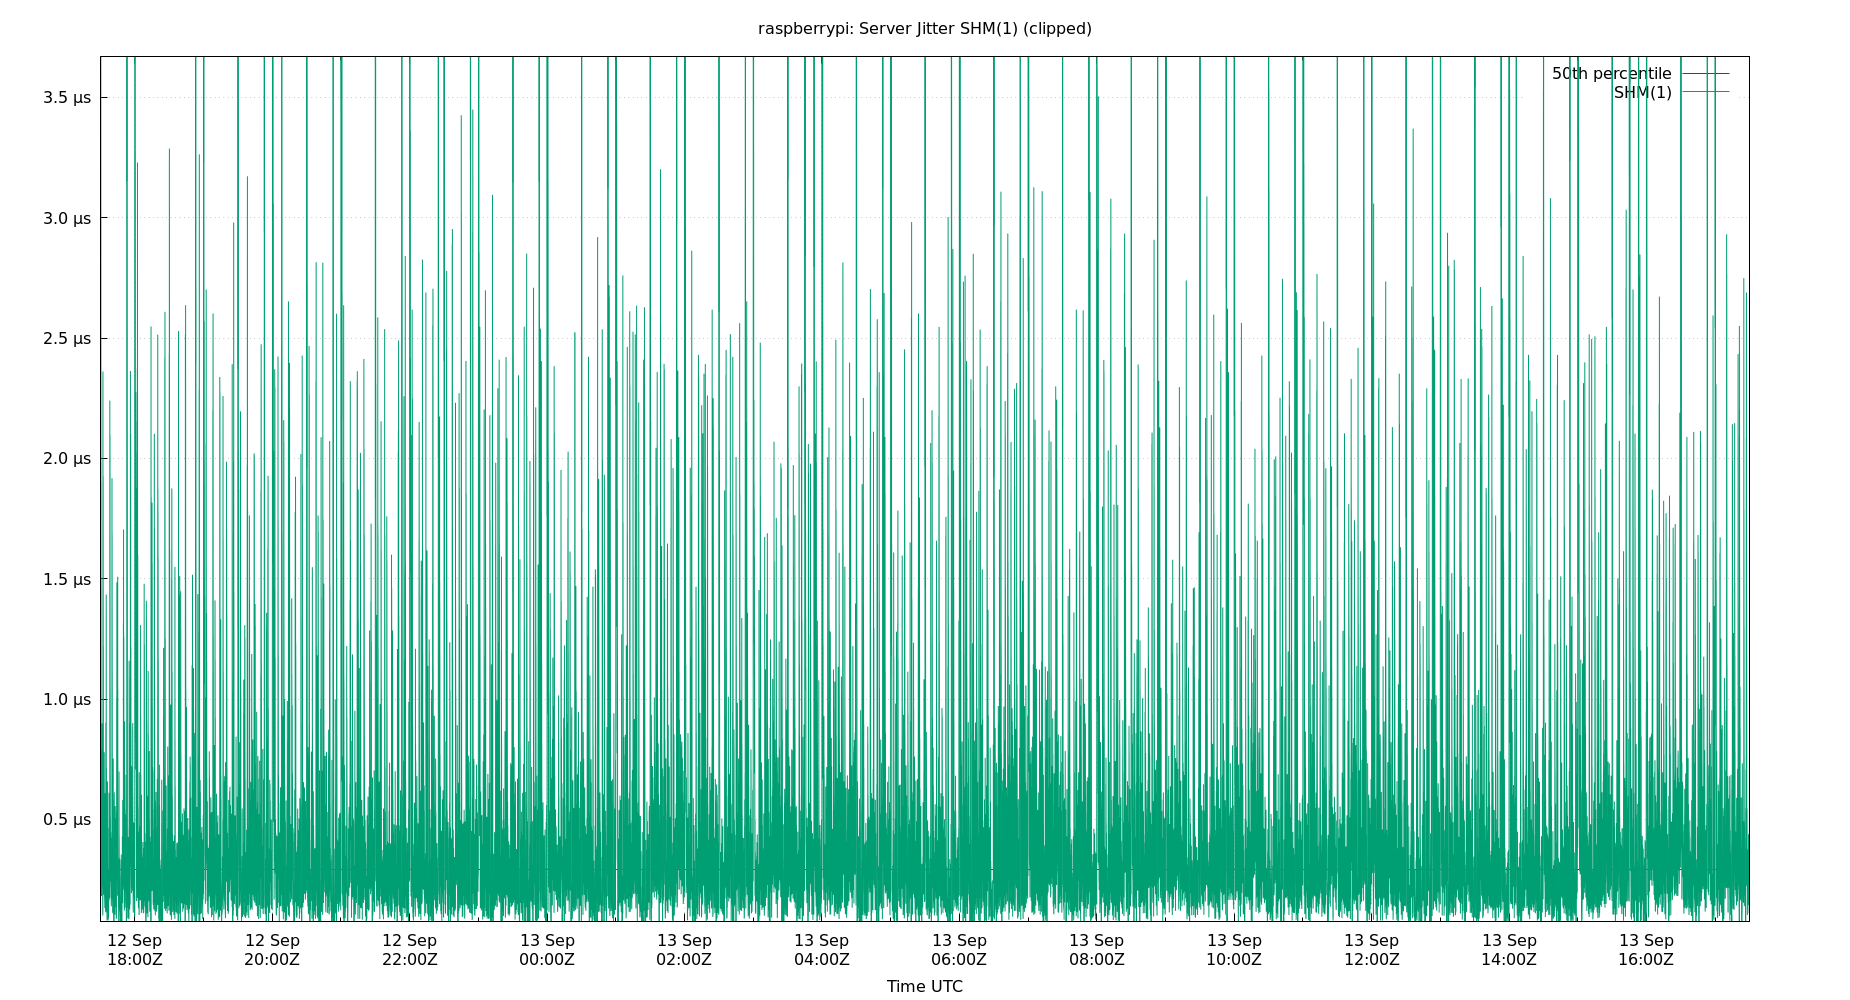 raspberrypi: Server Jitter SHM(1) (clipped)
50th percentile
SHM(1)
3.5 µs
3.0 µs
2.5 µs
2.0 µs
1.5 µs
1.0 µs
0.5 µs
12 Sep 12 Sep 12 Sep 13 Sep 13 Sep 13 Sep 13 Sep 13 Sep 13 Sep 13 Sep 13 Sep 13 Sep
18:00Z 20:00Z 22:00Z 00:00Z 02:00Z 04:00Z 06:00Z 08:00Z 10:00Z 12:00Z 14:00Z 16:00Z
Time UTC